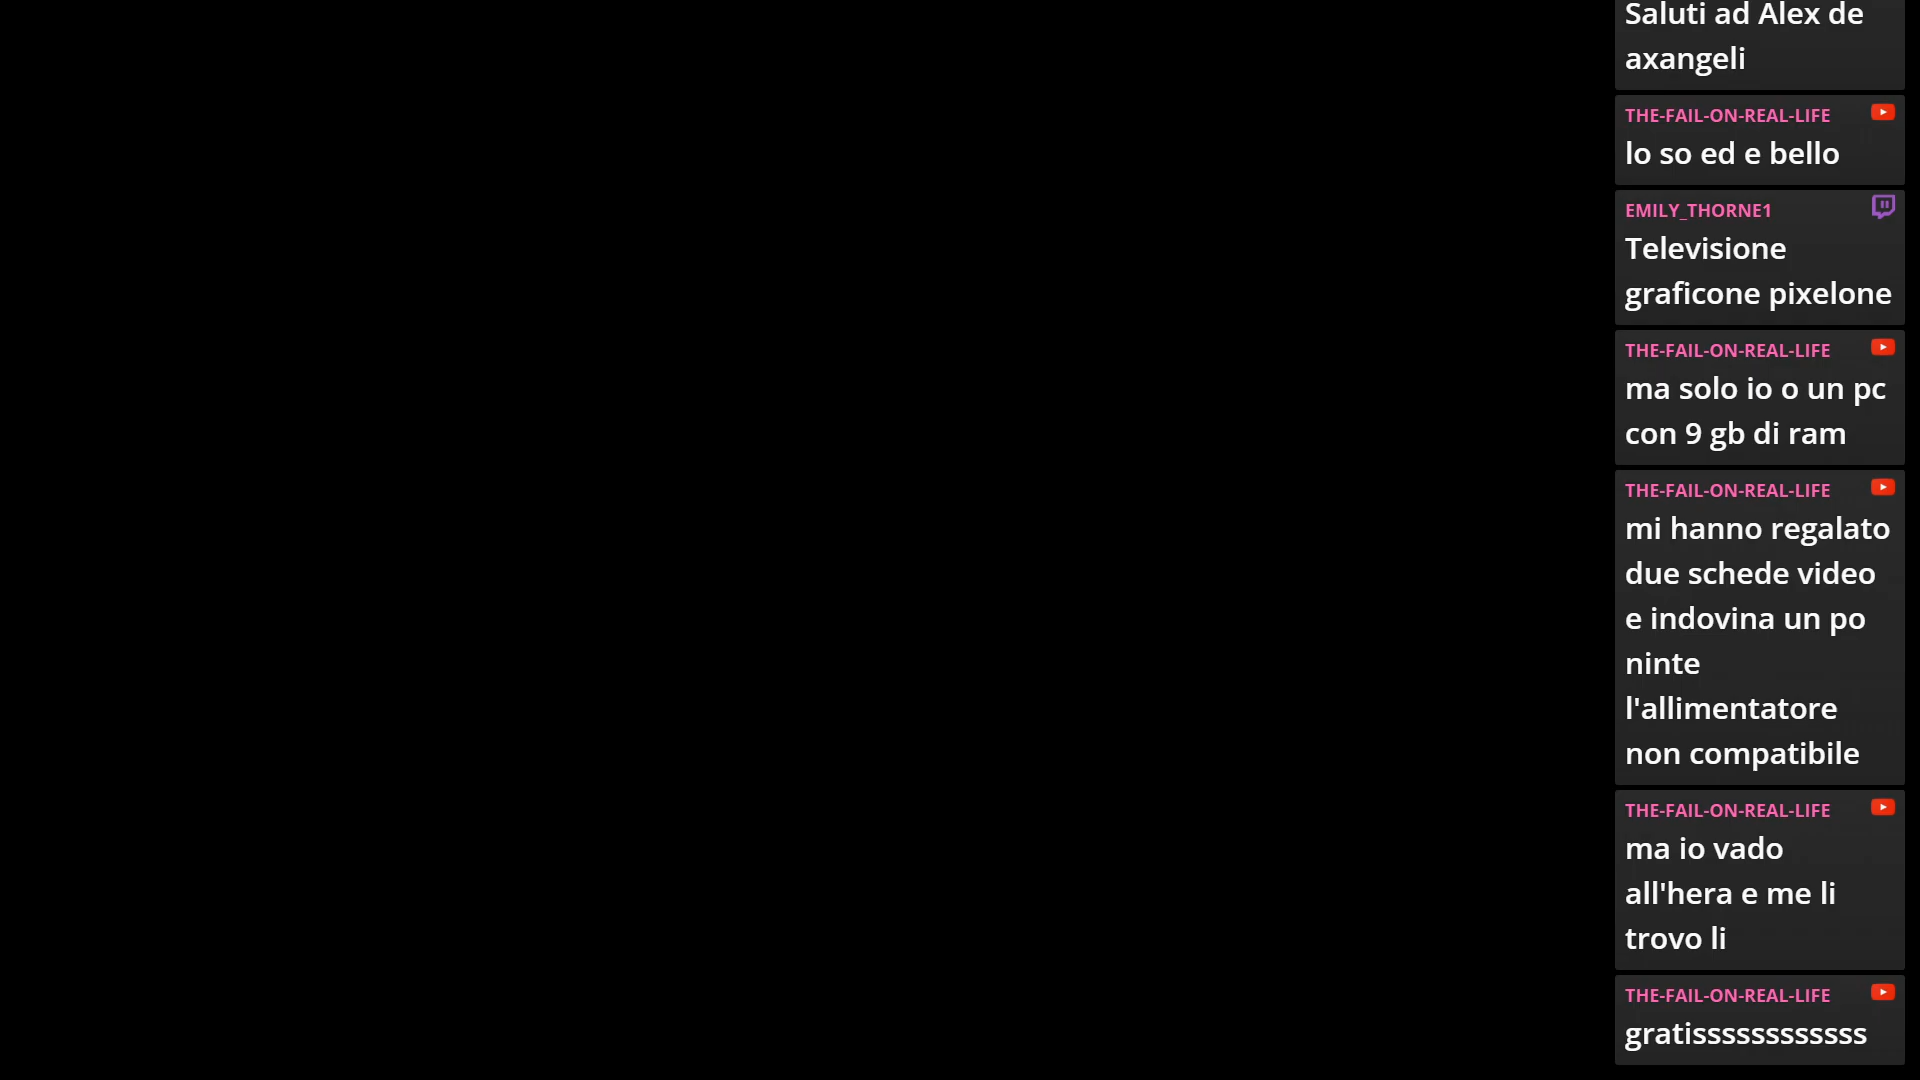 Saluti ad Alex de
axangeli
THE-FAIL-ON-REAL-LIFE
lo so ed e bello
EMILY_THORNE1
Televisione
graficone pixelone
THE-FAIL-ON-REAL-LIFE
ma solo io o un pc
con 9 gb di ram
THE-FAIL-ON-REAL-LIFE
mi hanno regalato
due schede video
e indovina un po
ninte
l'allimentatore
non compatibile
THE-FAIL-ON-REAL-LIFE
ma io vado
all'hera e me li
trovo li
THE-FAIL-ON-REAL-LIFE
gratissssssssssss